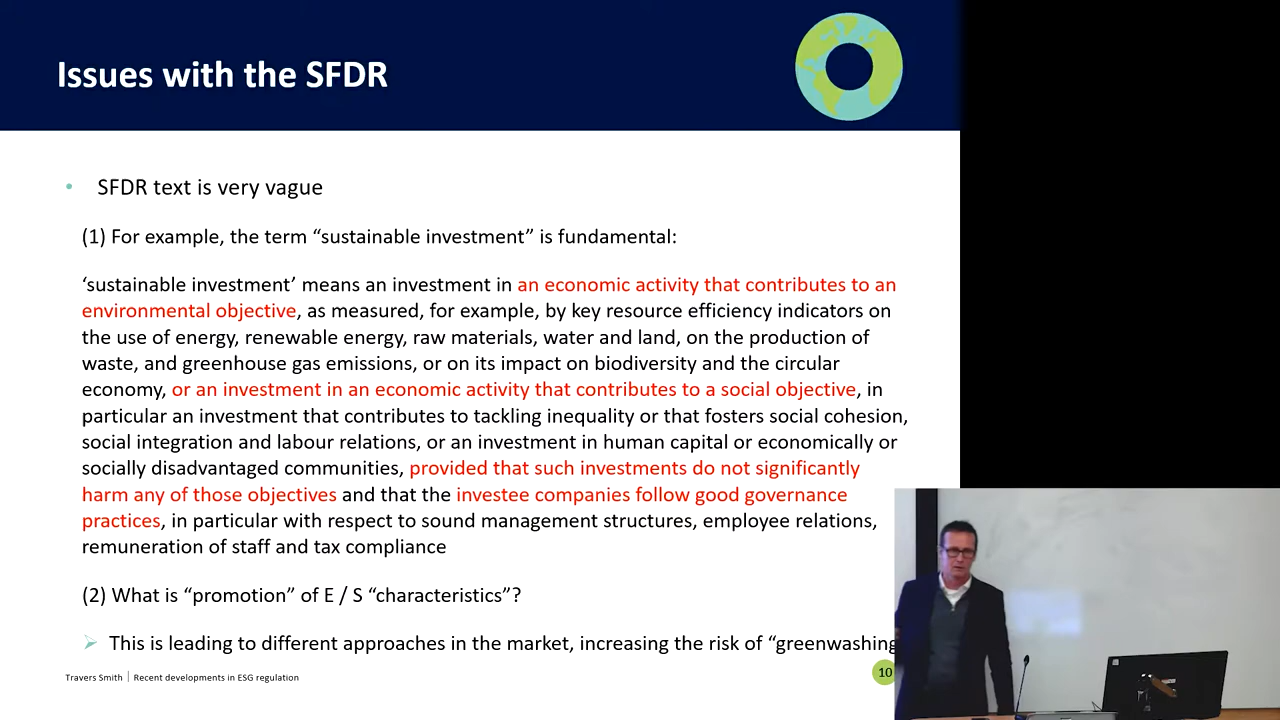 Issues with the SFDR
• SFDR text is very vague
(1) For example, the term “sustainable investment” is fundamental:
‘sustainable investment’ means an investment in an economic activity that contributes to an
environmental objective, as measured, for example, by key resource efficiency indicators on
the use of energy, renewable energy, raw materials, water and land, on the production of
waste, and greenhouse gas emissions, or on its impact on biodiversity and the circular
economy, or an investment in an economic activity that contributes to a social objective, in
particular an investment that contributes to tackling inequality or that fosters social cohesion,
social integration and labour relations, or an investment in human capital or economically or
socially disadvantaged communities, provided that such investments do not significantly
harm any of those objectives and that the investee companies follow good governance
practices, in particular with respect to sound management structures, employee relations,
remuneration of staff and tax compliance
(2) What is “promotion” of E / S “characteristics”?
➢ This is leading to different approaches in the market, increasing the risk of “greenwashing
Travers Smith | Recent developments in ESG regulation
10